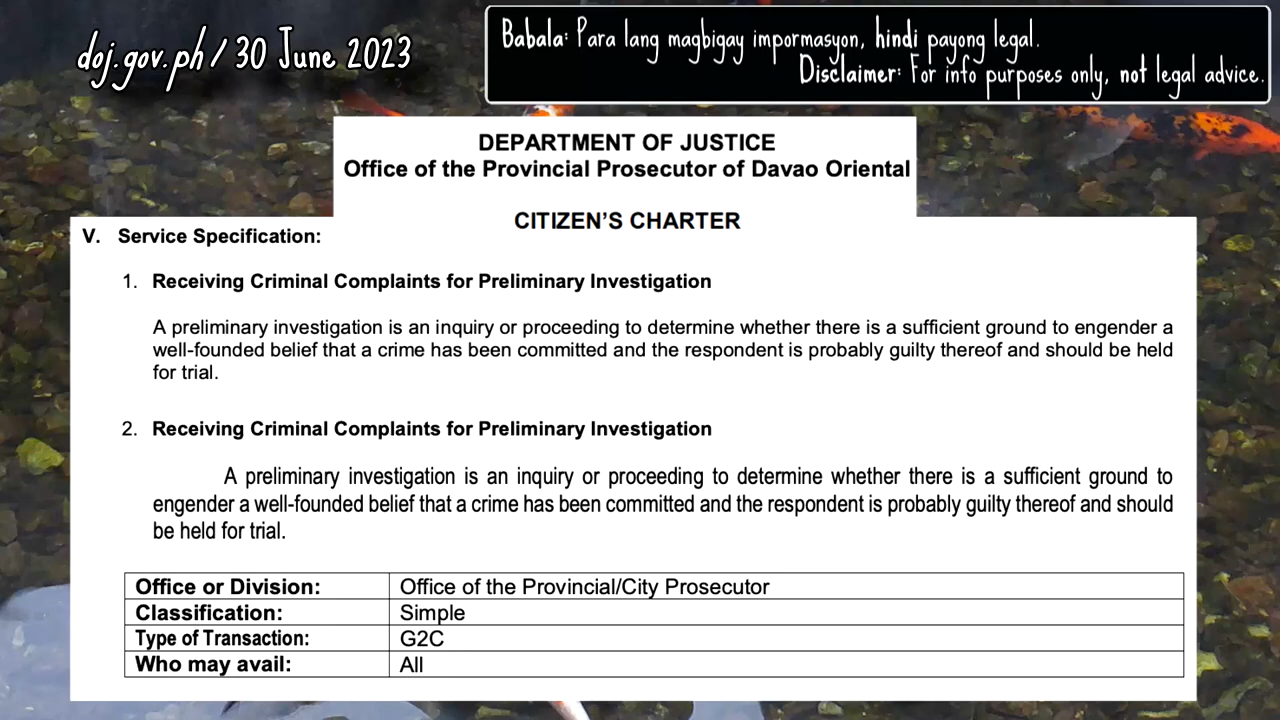 doj.gov.ph / 30 June 2023
Babala: Para lang magbigay impormasyon, hindi payong legal.
Disclaimer: For info purposes only, not legal advice.
DEPARTMENT OF JUSTICE
Office of the Provincial Prosecutor of Davao Oriental
CITIZEN'S CHARTER
V. Service Specification:
1. Receiving Criminal Complaints for Preliminary Investigation
A preliminary investigation is an inquiry or proceeding to determine whether there is a sufficient ground to engender a
well-founded belief that a crime has been committed and the respondent is probably guilty thereof and should be held
for trial.
2. Receiving Criminal Complaints for Preliminary Investigation
A preliminary investigation is an inquiry or proceeding to determine whether there is a sufficient ground to
engender a well-founded belief that a crime has been committed and the respondent is probably guilty thereof and should
be held for trial.
Office or Division: Office of the Provincial/City Prosecutor
Classification: Simple
Type of Transaction: G2C
Who may avail: All